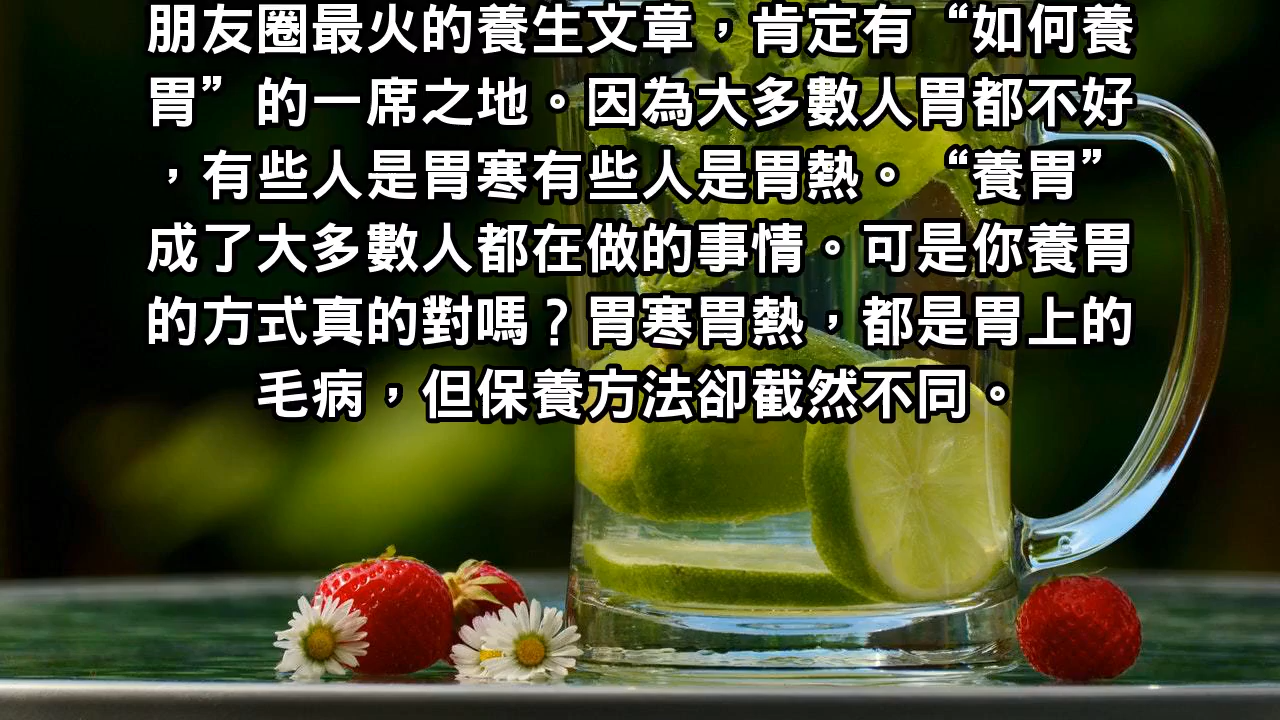 朋友圈最火的養生文章，肯定有“如何養
胃”的一席之地。因為大多數人胃都不好
，有些人是胃寒有些人是胃熱。“養胃”
成了大多數人都在做的事情。可是你養胃
的方式真的對嗎？胃寒胃熱，都是胃上的
毛病，但保養方法卻截然不同。